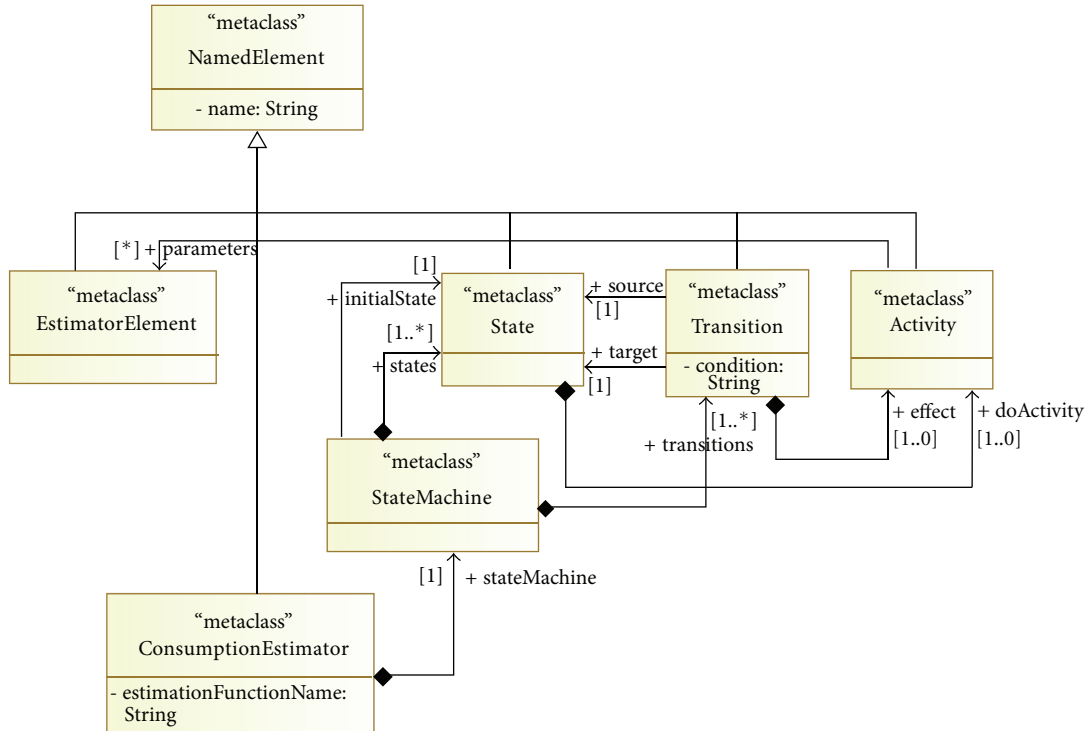 “metaclass”
NamedElement
- name: String
[*] + parameters
“metaclass”
EstimatorElement
[1]
+ initialState
[1..*]
+ states
“metaclass”
State
+ source
[1]
+ target
[1]
“metaclass”
Transition
- condition:
String
“metaclass”
Activity
+ effect
[1..0]
+ doActivity
[1..0]
[1..*]
+ transitions
“metaclass”
StateMachine
[1]
+ stateMachine
“metaclass”
ConsumptionEstimator
- estimationFunctionName:
String